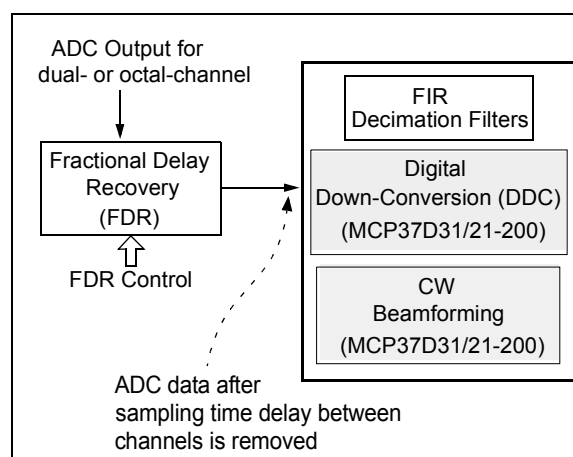 ADC Output for
dual- or octal-channel
Fractional Delay
Recovery
(FDR)
FDR Control
FIR
Decimation Filters
Digital
Down-Conversion (DDC)
(MCP37D31/21-200)
CW
Beamforming
(MCP37D31/21-200)
ADC data after
sampling time delay between
channels is removed